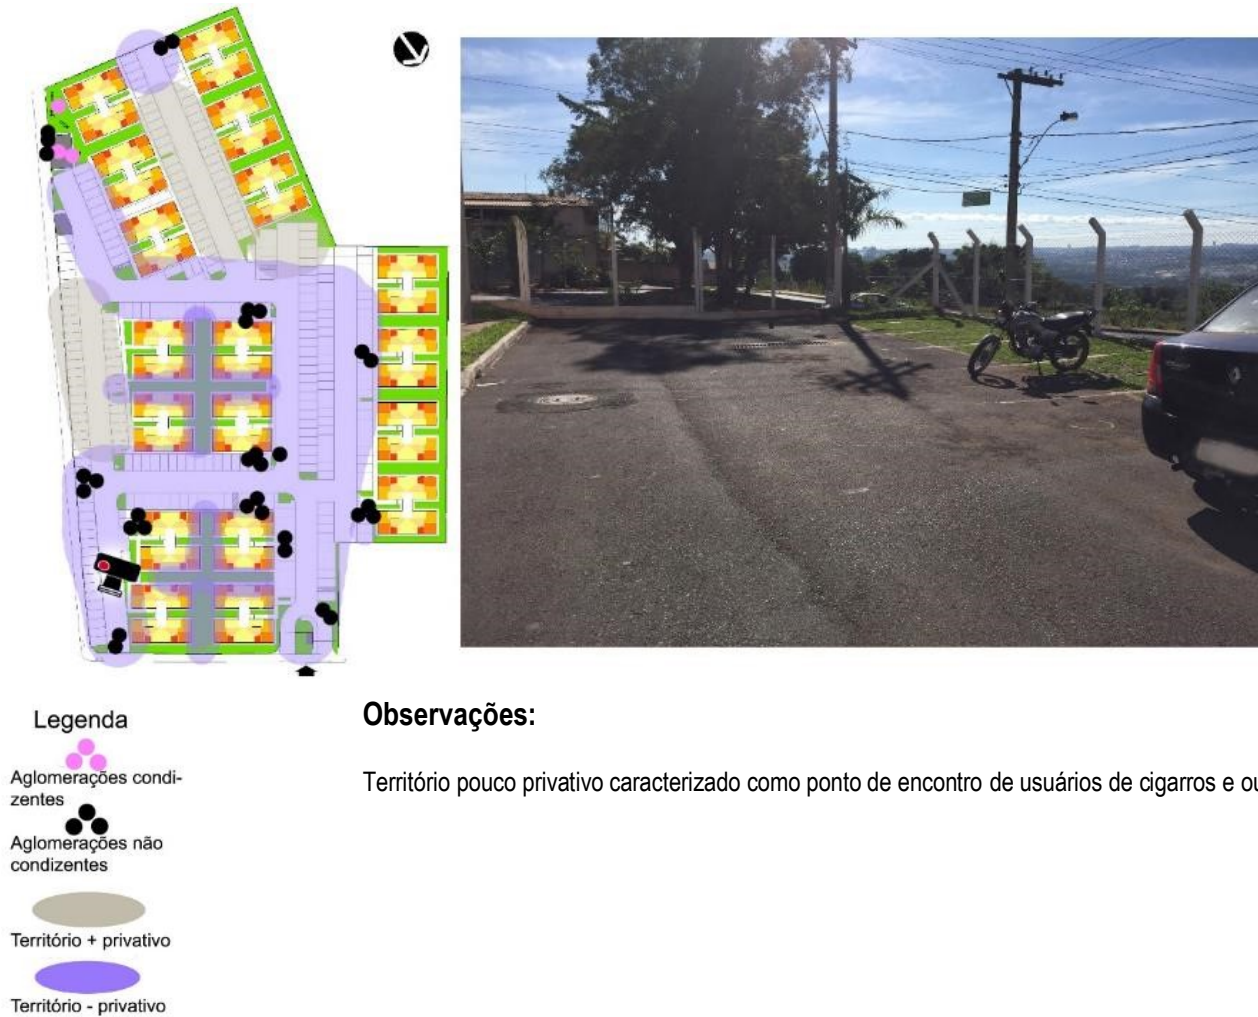 Legenda
Aglomerações condi-
zentes
Aglomerações não
condizentes
Território + privativo
Território - privativo
Observações:
Território pouco privativo caracterizado como ponto de encontro de usuários de cigarros e